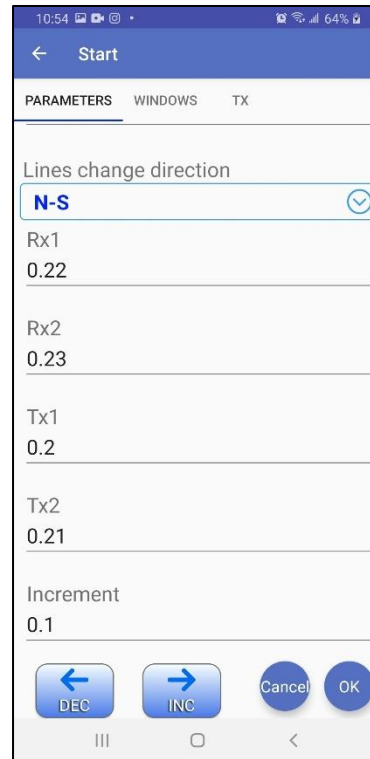 10:54 64%
Start
PARAMETERS WINDOWS TX
Lines change direction
N-S
Rx1
0.22
Rx2
0.23
Tx1
0.2
Tx2
0.21
Increment
0.1
DEC INC Cancel OK